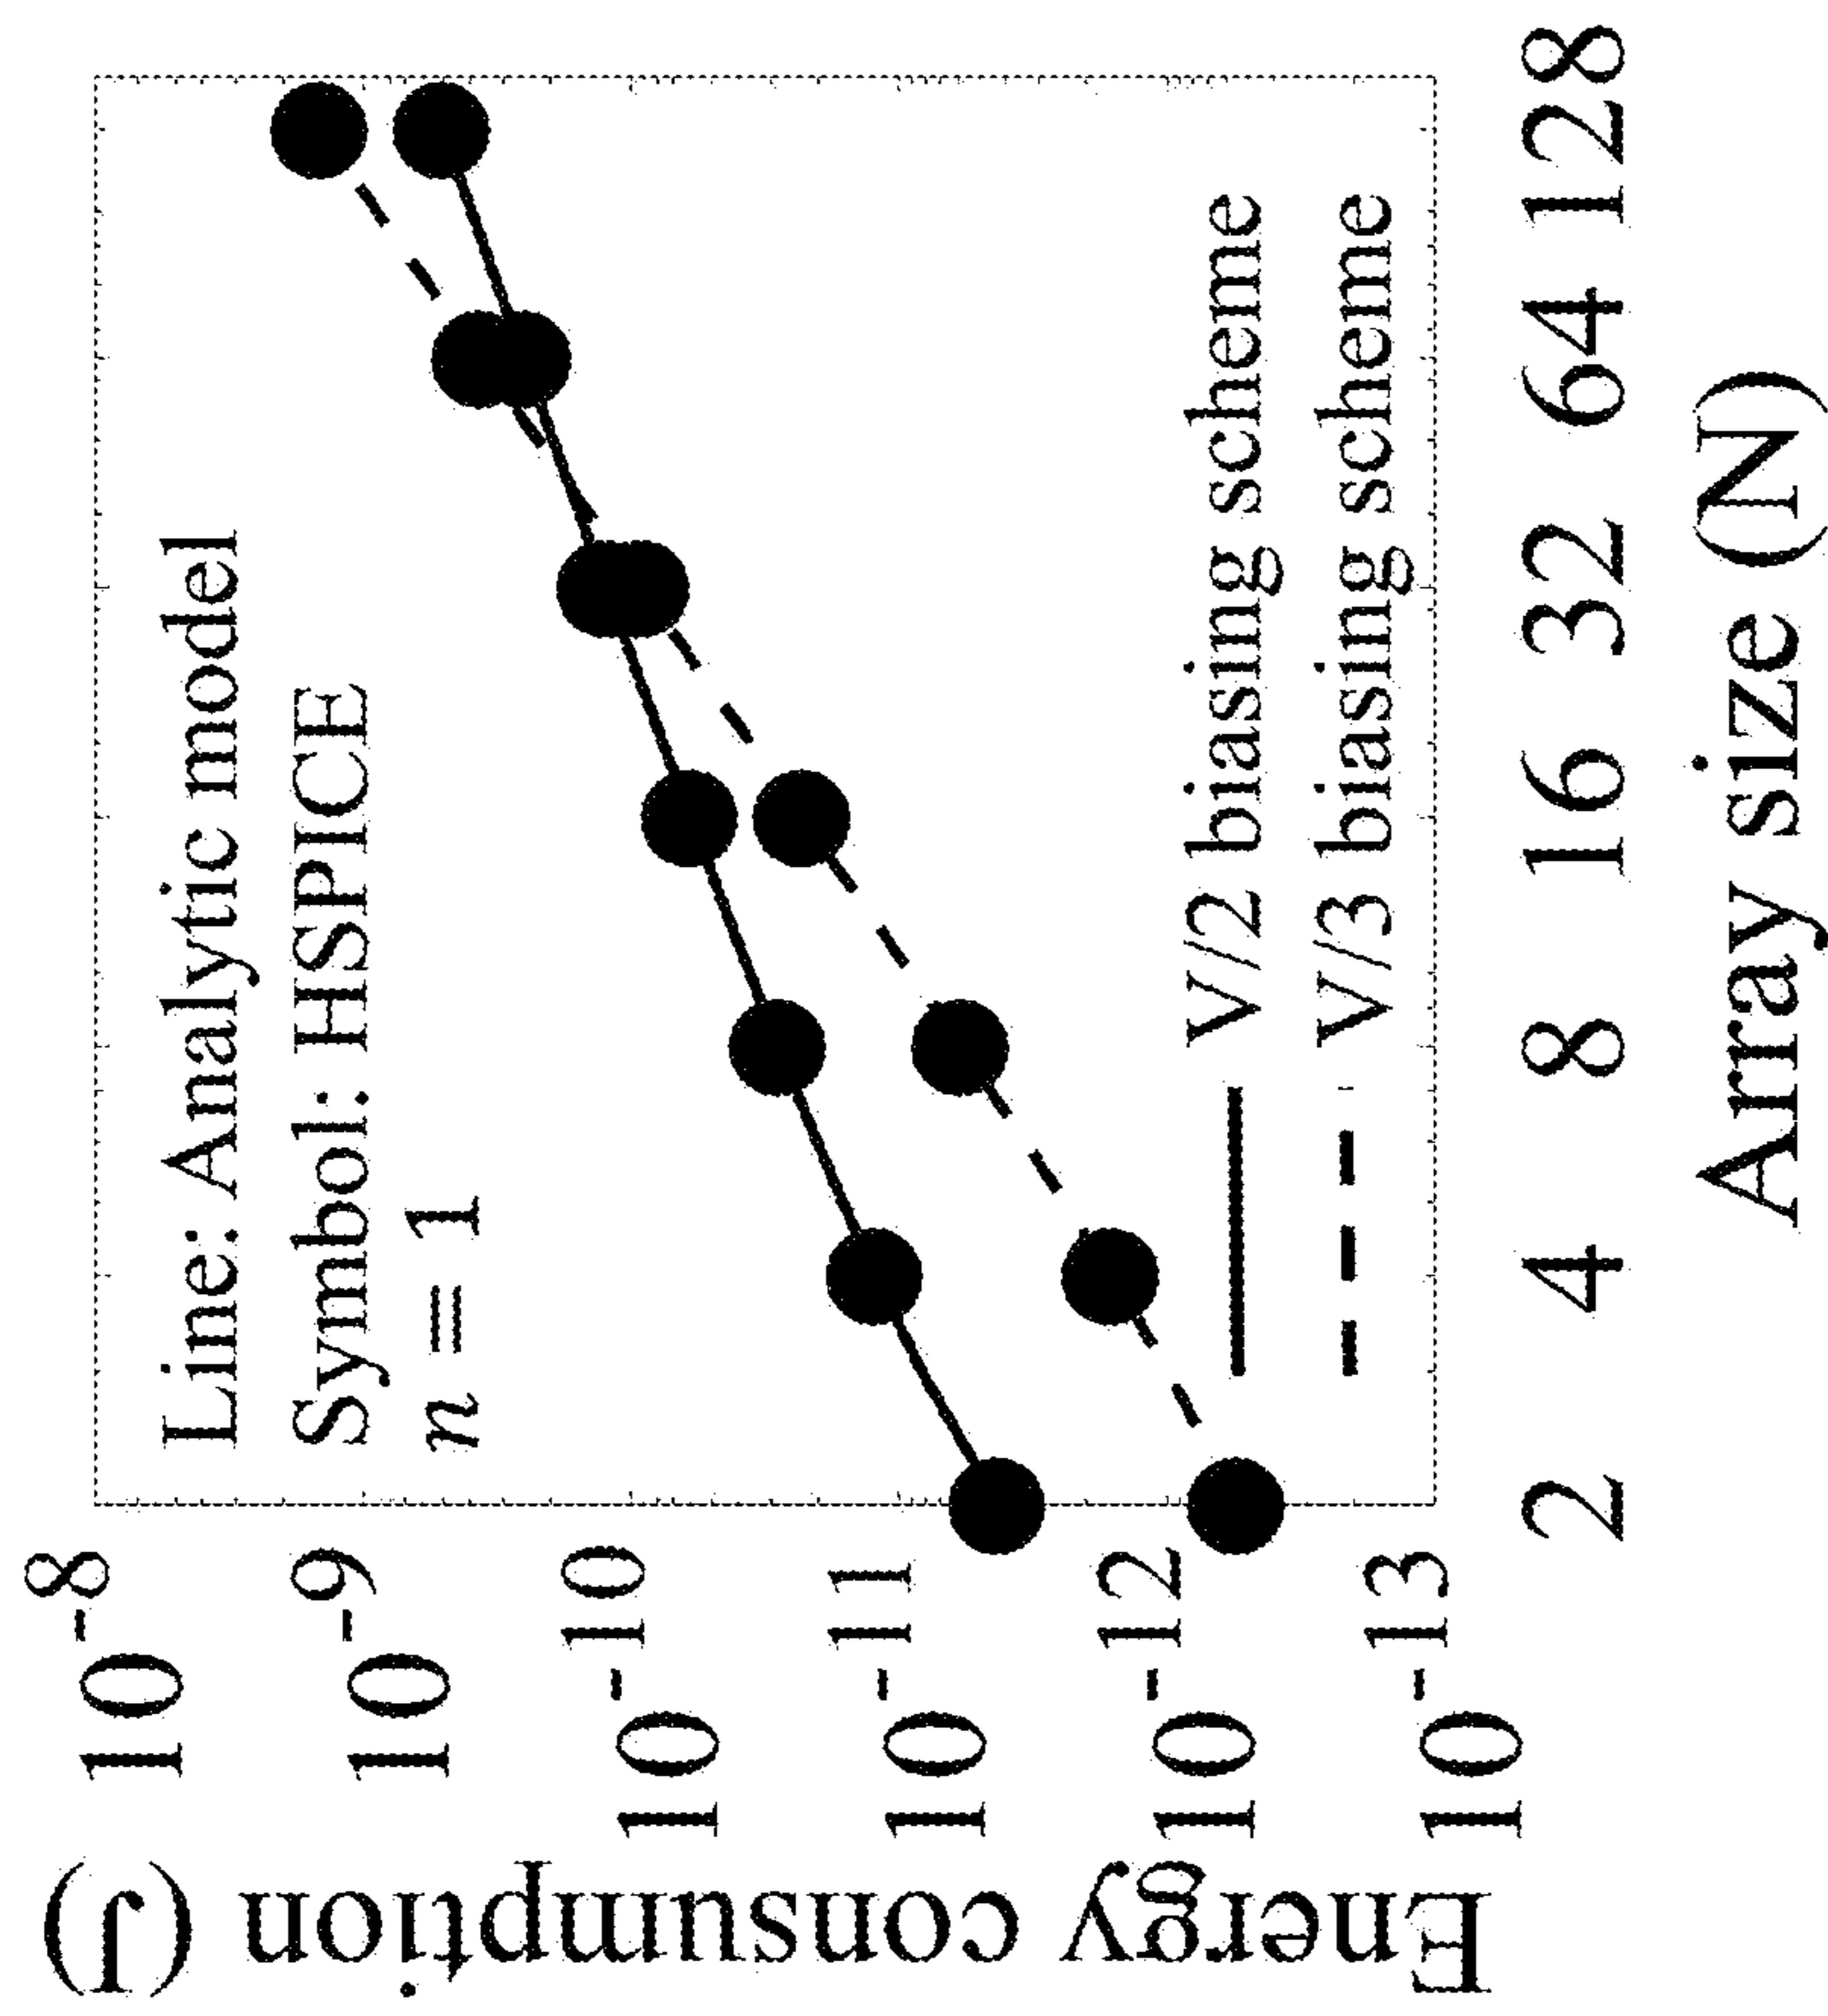 Line: Analytic model
Symbol: HSPICE
n = 1
V/2 biasing scheme
V/3 biasing scheme
10-8
10-9
10-10
10-11
10-12
10-13
Energy consumption (J)
2 4 8 16 32 64 128
Array size (N)